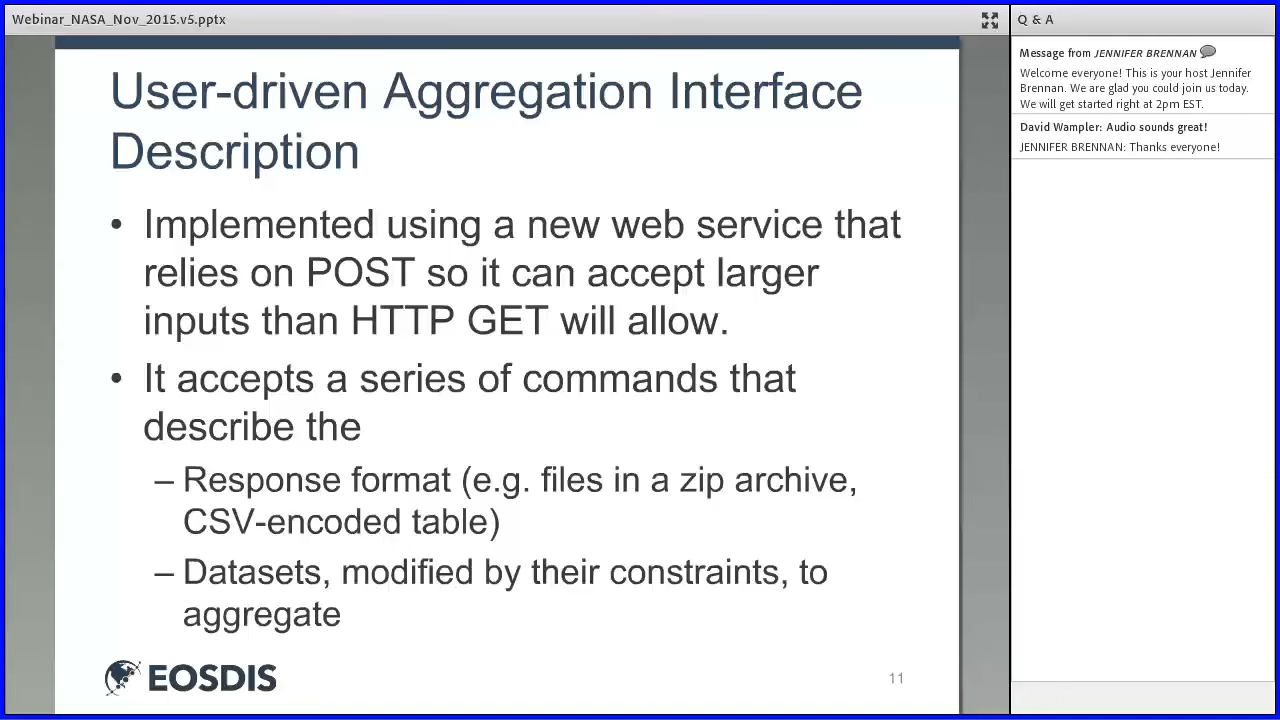 Webinar_NASA_Nov_2015.v5.pptx
User-driven Aggregation Interface
Description
• Implemented using a new web service that
relies on POST so it can accept larger
inputs than HTTP GET will allow.
• It accepts a series of commands that
describe the
– Response format (e.g. files in a zip archive,
CSV-encoded table)
– Datasets, modified by their constraints, to
aggregate
EOSDIS
11
Q & A
Message from JENNIFER BRENNAN
Welcome everyone! This is your host Jennifer
Brennan. We are glad you could join us today.
We will get started right at 2pm EST.
David Wampler: Audio sounds great!
JENNIFER BRENNAN: Thanks everyone!